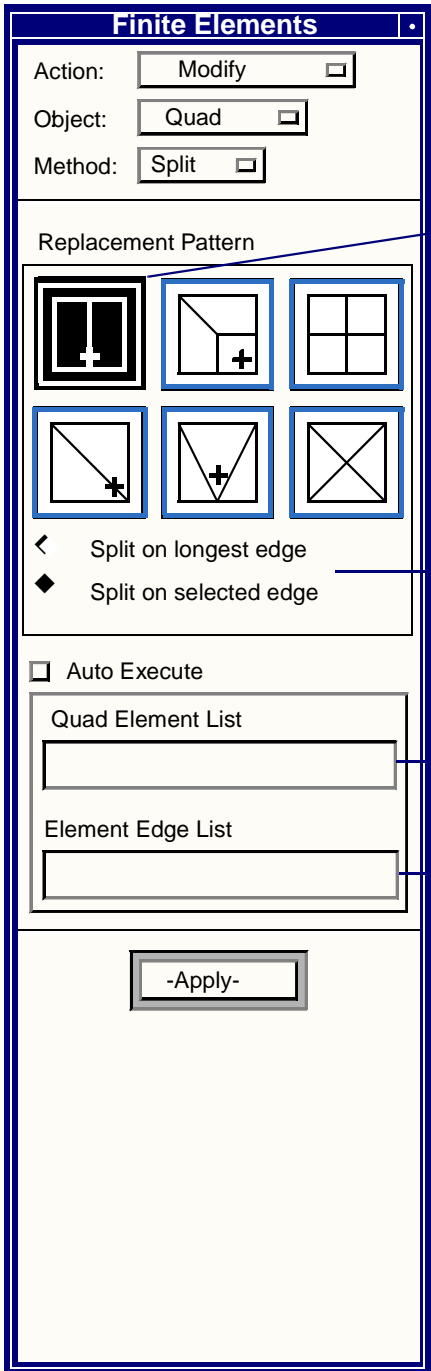 Finite Elements
Action: Modify
Object: Quad
Method: Split
Replacement Pattern
Split on longest edge
Split on selected edge
Auto Execute
Quad Element List
Element Edge List
-Apply-